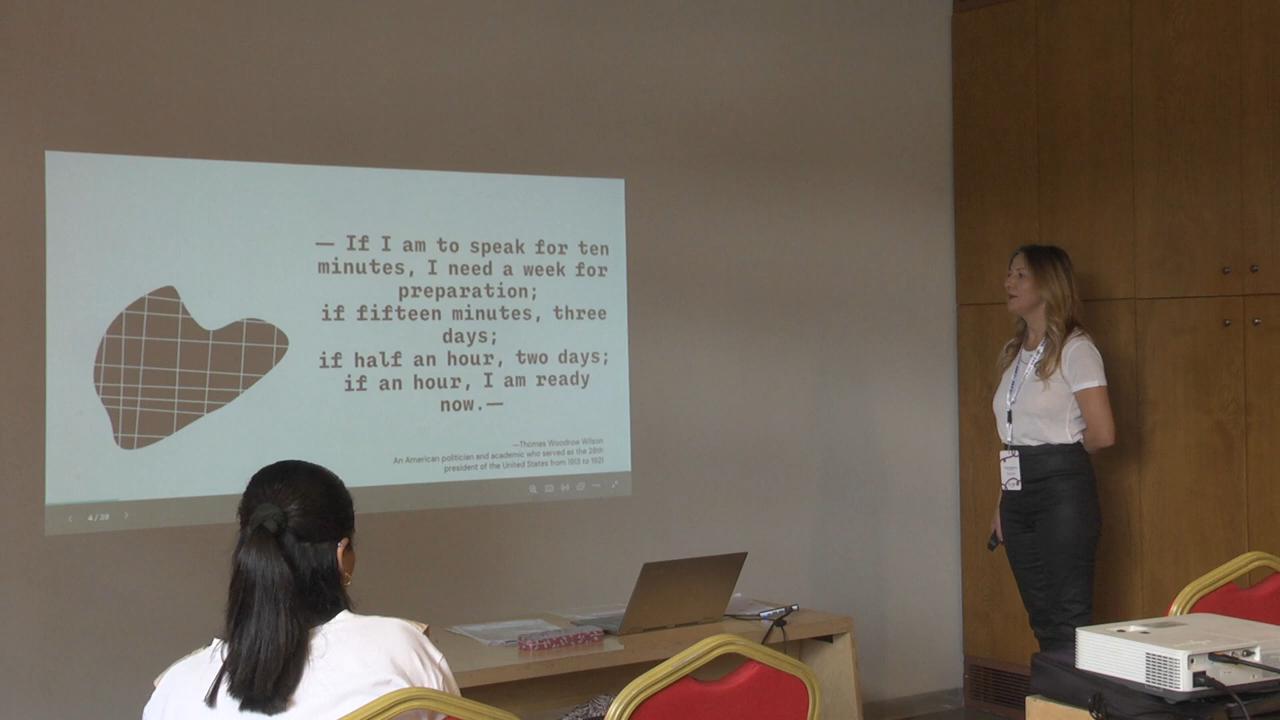 — If I am to speak for ten
minutes, I need a week for
preparation;
if fifteen minutes, three
days;
if half an hour, two days;
if an hour, I am ready
now.—
—Thomas Woodrow Wilson
An American politician and academic who served as the 28th
president of the United States from 1913 to 1921
4 / 39